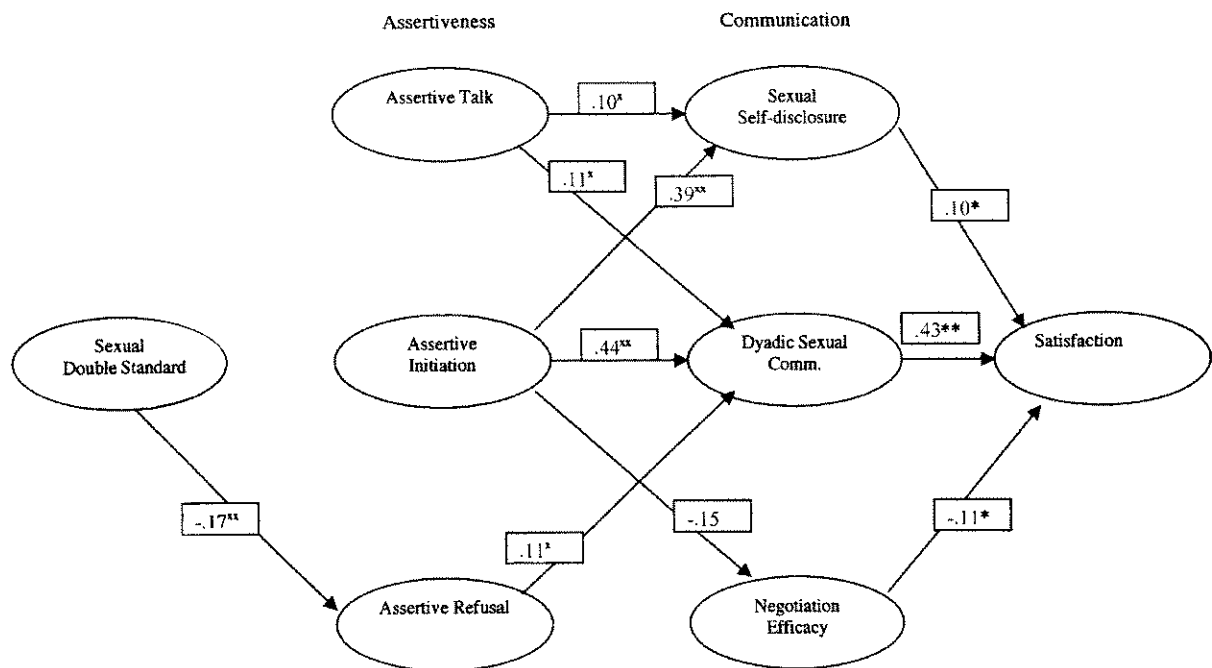 Assertiveness
Communication
Assertive Talk
.10ˣ
Sexual
Self-disclosure
.11ˣ
.39ˣˣ
.10*
Sexual
Double Standard
Assertive
Initiation
.44ˣˣ
Dyadic Sexual
Comm.
.43**
Satisfaction
-.17ˣˣ
.11ˣ
-.15
-.11*
Assertive Refusal
Negotiation
Efficacy